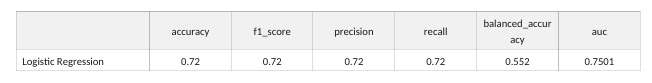 accuracy f1_score precision recall balanced_accur
acy auc
Logistic Regression 0.72 0.72 0.72 0.72 0.552 0.7501